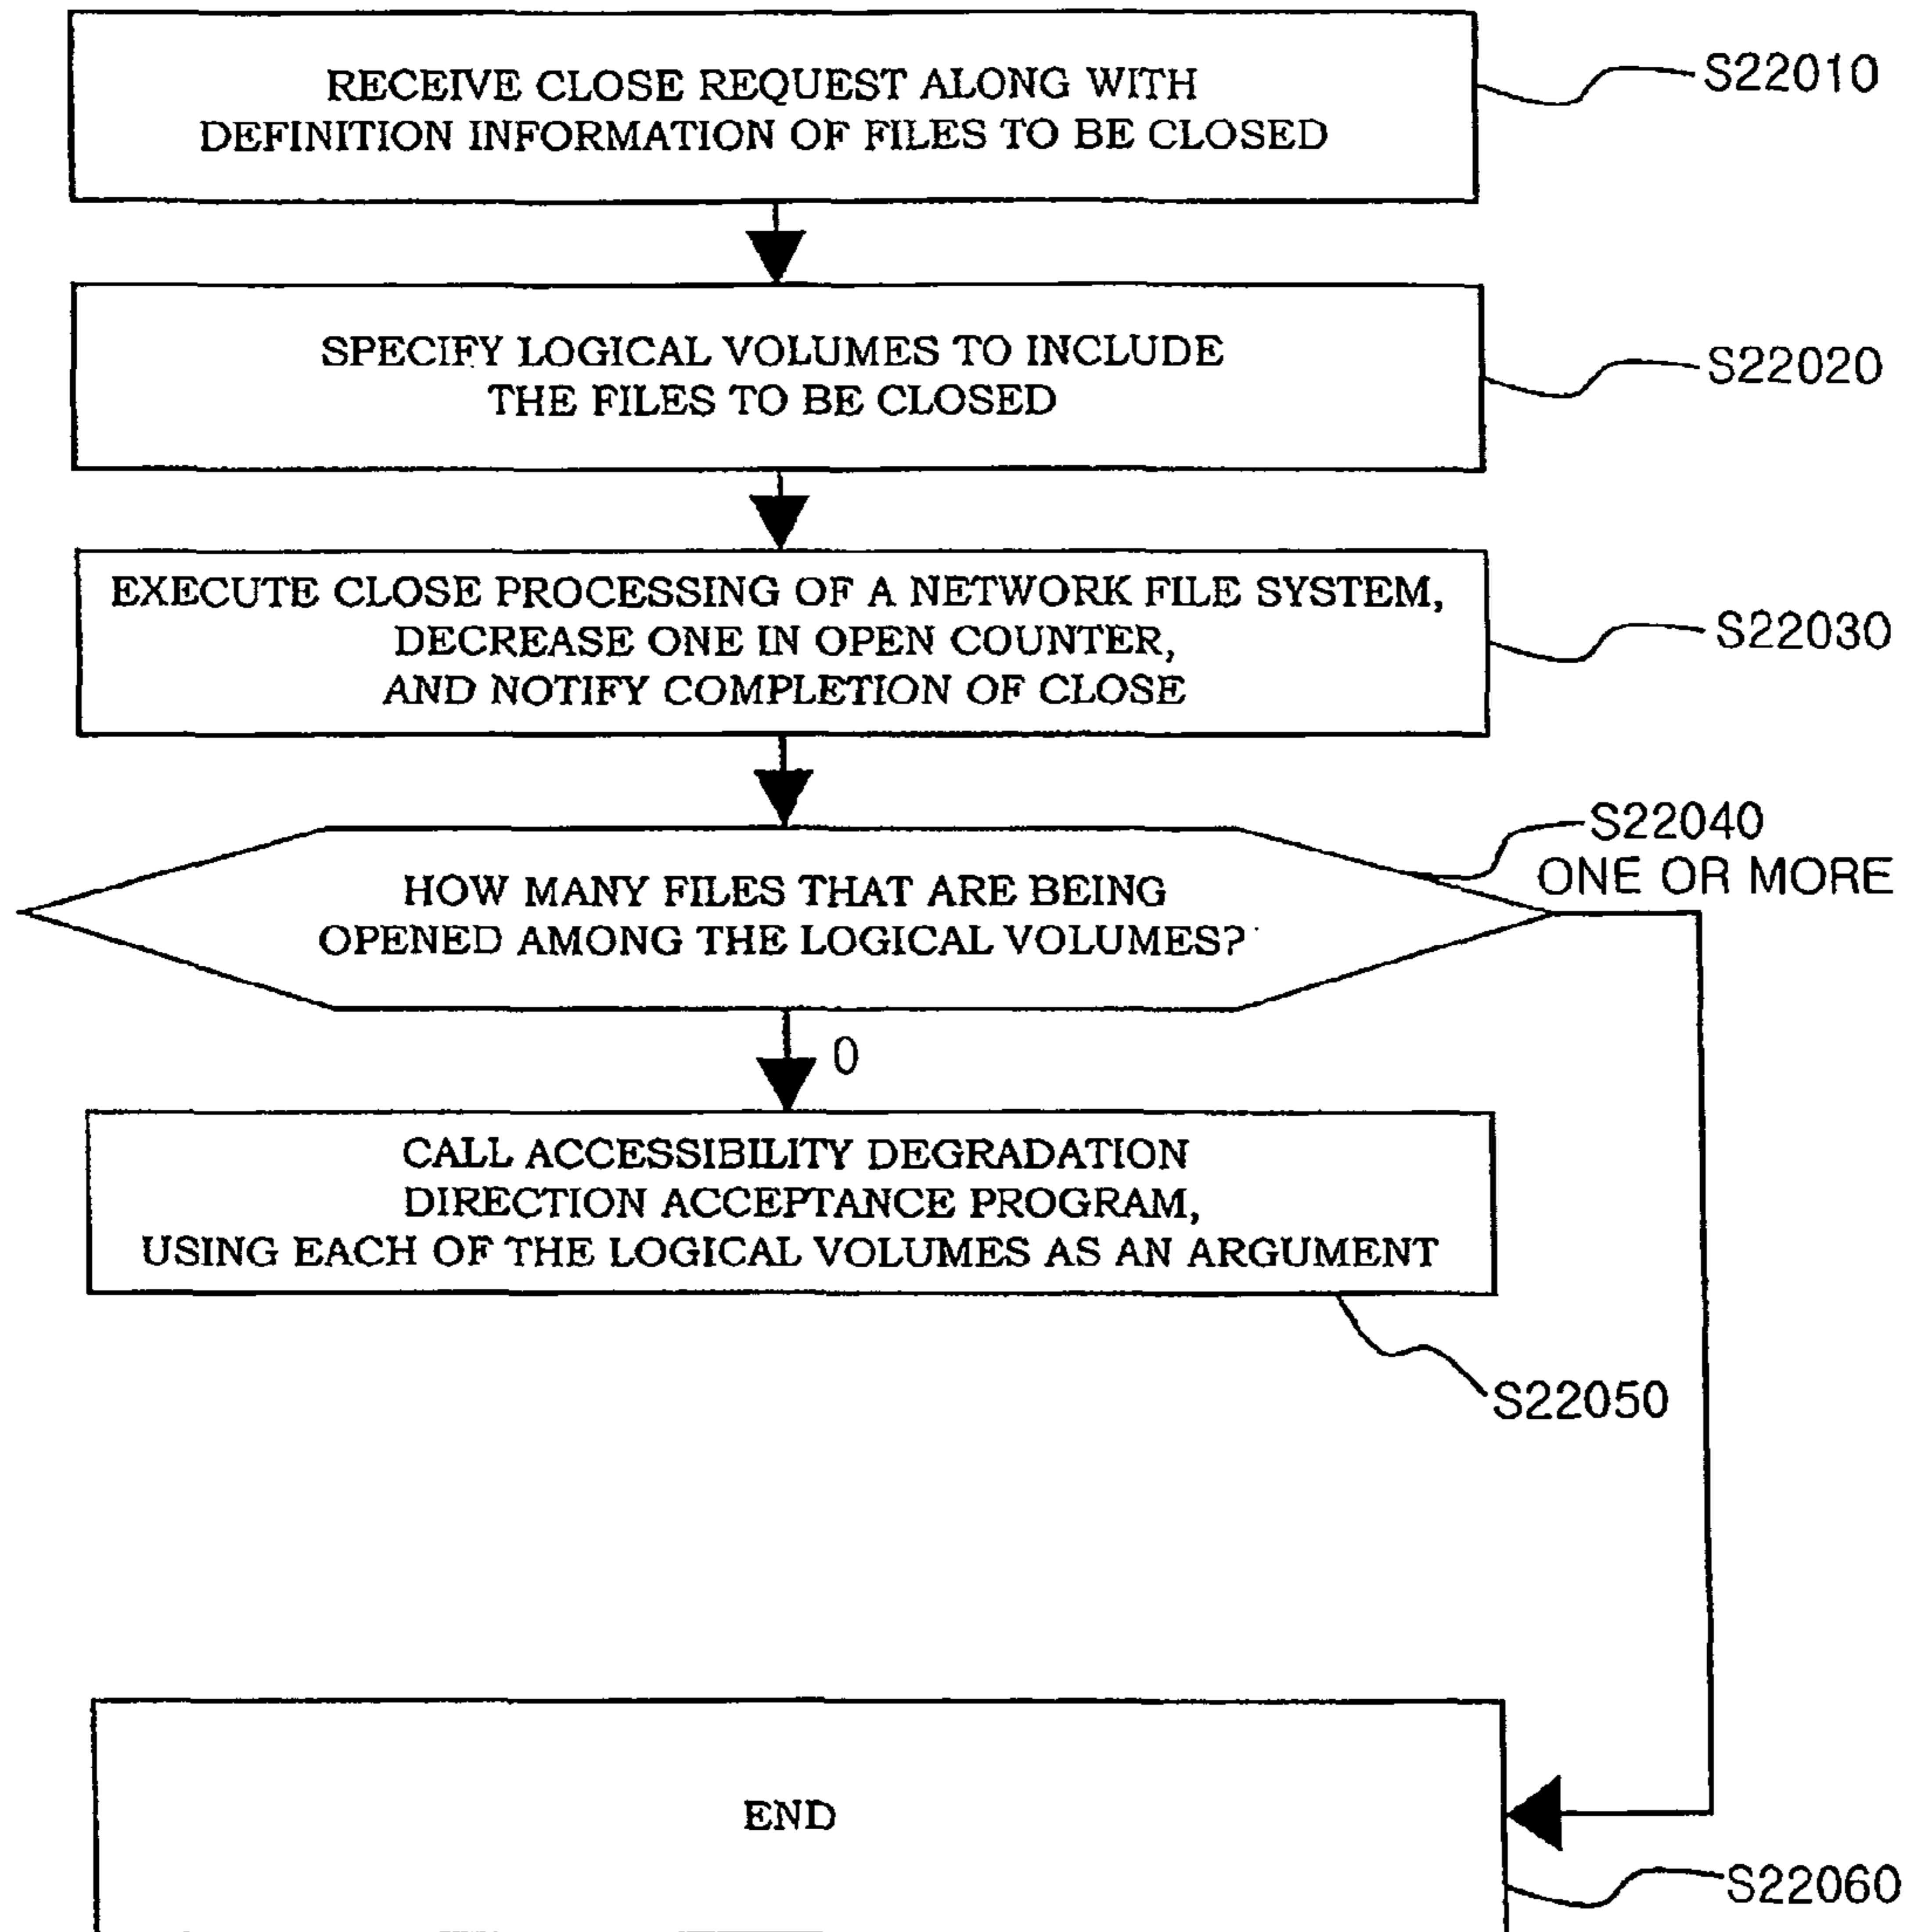 RECEIVE CLOSE REQUEST ALONG WITH
DEFINITION INFORMATION OF FILES TO BE CLOSED
S22010
SPECIFY LOGICAL VOLUMES TO INCLUDE
THE FILES TO BE CLOSED
S22020
EXECUTE CLOSE PROCESSING OF A NETWORK FILE SYSTEM,
DECREASE ONE IN OPEN COUNTER,
AND NOTIFY COMPLETION OF CLOSE
S22030
HOW MANY FILES THAT ARE BEING
OPENED AMONG THE LOGICAL VOLUMES?
S22040
ONE OR MORE
0
CALL ACCESSIBILITY DEGRADATION
DIRECTION ACCEPTANCE PROGRAM,
USING EACH OF THE LOGICAL VOLUMES AS AN ARGUMENT
S22050
END
S22060